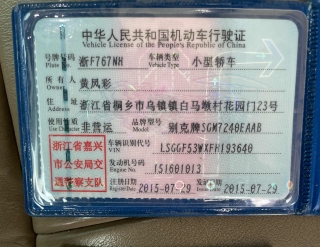 中华人民共和国机动车行驶证
Vehicle License of the People's Republic of China
号牌号码 浙F767NH 车辆类型 小型轿车
Plate No. Vehicle Type
所有人 黄凤彩
Owner
住址 浙江省桐乡市乌镇镇白马墩村花园门23号
Address
使用性质 非营运 品牌型号 别克牌SGM7240EAAB
Use Character Model
浙江省嘉兴市公安局交通警察支队
车辆识别代号 LSGGF53WXFH193640
VIN
发动机号码 151601013
Engine No.
注册日期 2015-07-29 发证日期 2015-07-29
Register Date Issue Date